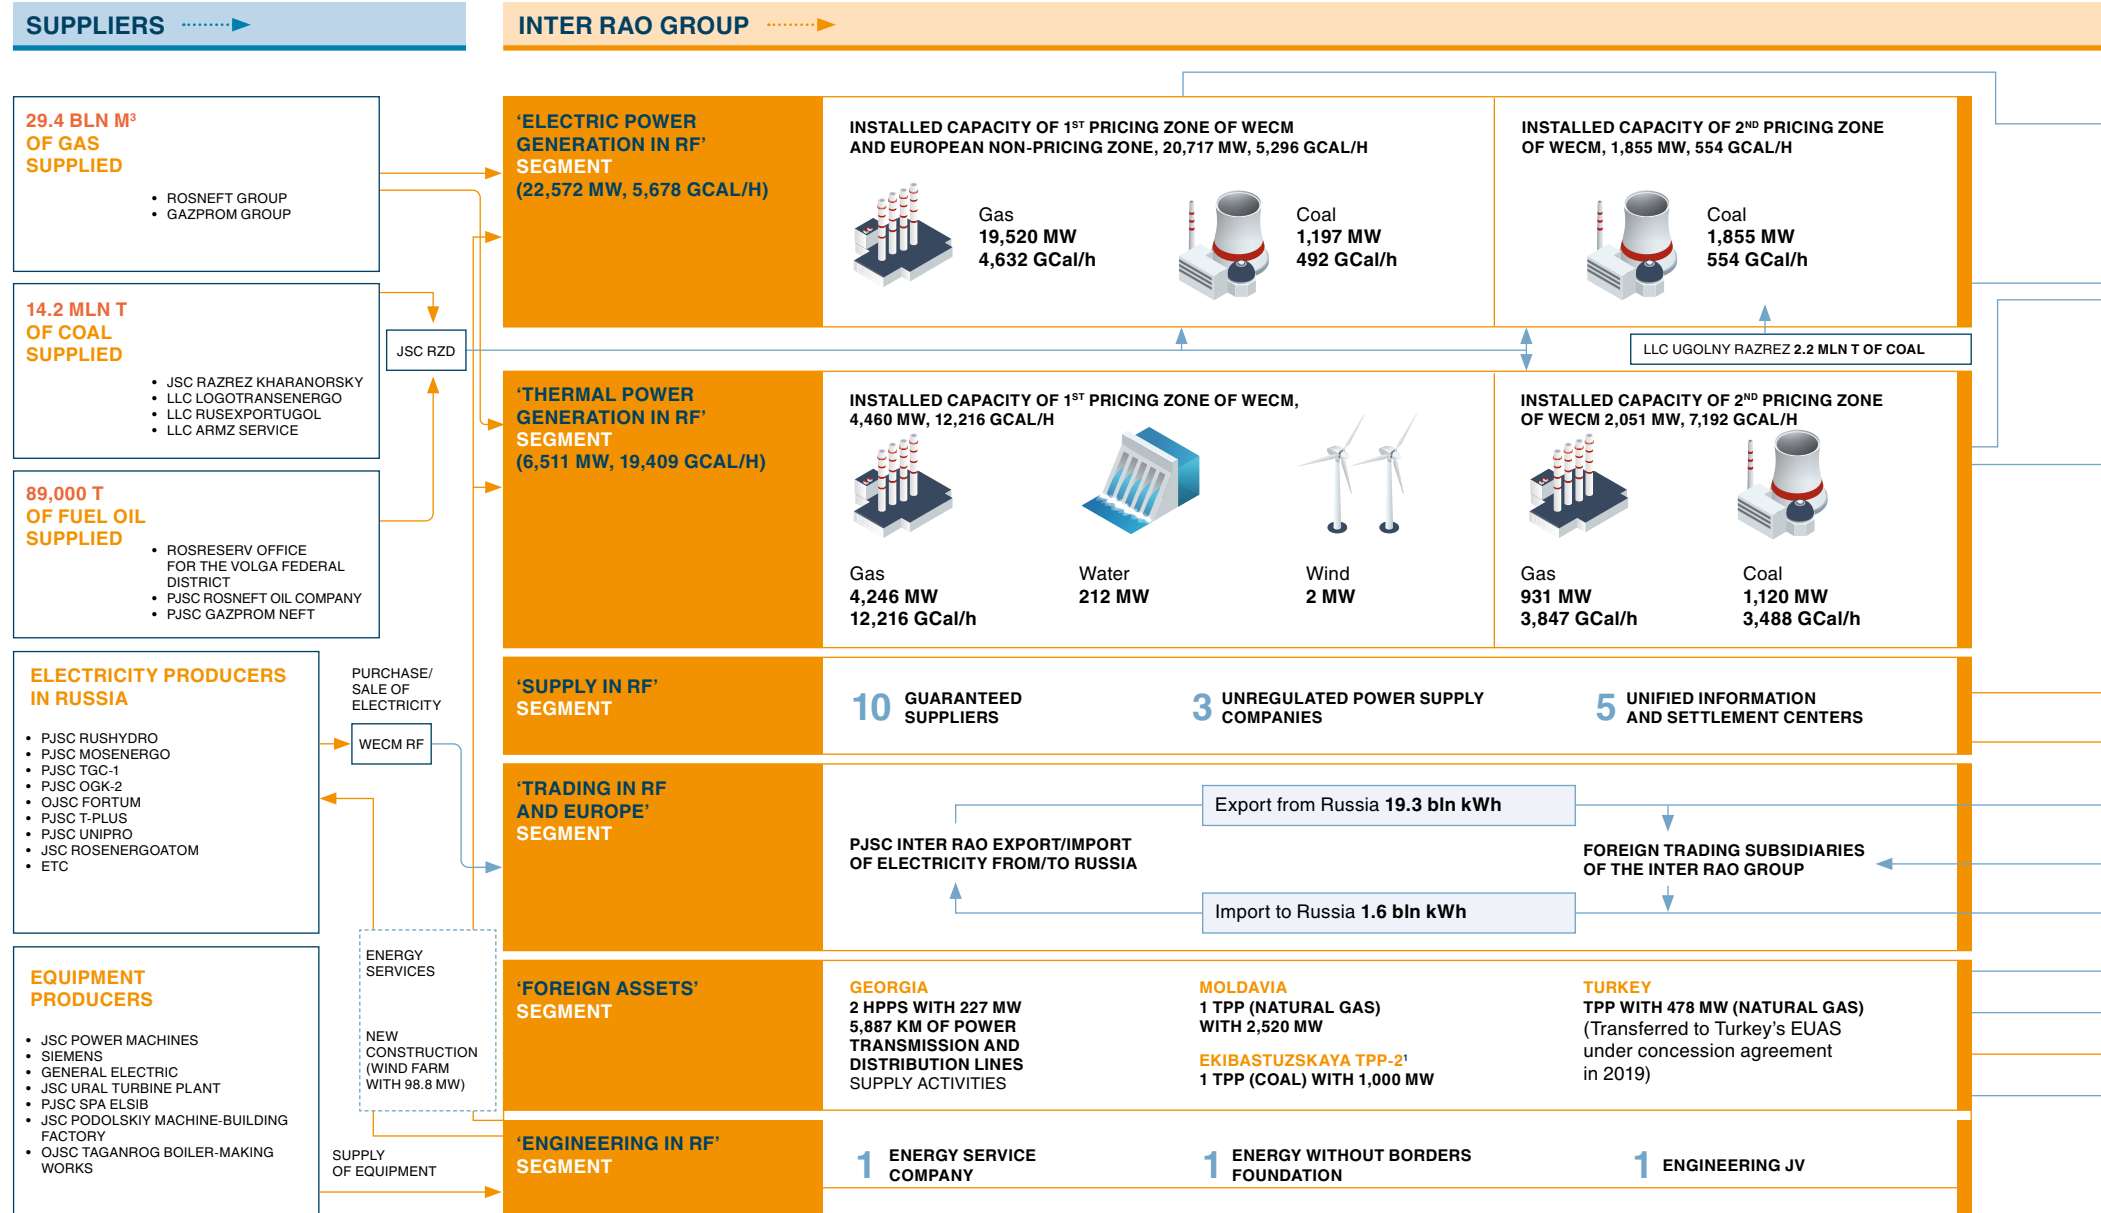 SUPPLIERS
INTER RAO GROUP
29.4 BLN M³
OF GAS
SUPPLIED
• ROSNEFT GROUP
• GAZPROM GROUP
14.2 MLN T
OF COAL
SUPPLIED
• JSC RAZREZ KHARANORSKY
• LLC LOGOTRANSENERGO
• LLC RUSEXPORTUGOL
• LLC ARMZ SERVICE
JSC RZD
89,000 T
OF FUEL OIL
SUPPLIED
• ROSRESERV OFFICE
FOR THE VOLGA FEDERAL
DISTRICT
• PJSC ROSNEFT OIL COMPANY
• PJSC GAZPROM NEFT
ELECTRICITY PRODUCERS
IN RUSSIA
• PJSC RUSHYDRO
• PJSC MOSENERGO
• PJSC TGC-1
• PJSC OGK-2
• OJSC FORTUM
• PJSC T-PLUS
• PJSC UNIPRO
• JSC ROSENERGOATOM
• ETC
PURCHASE/
SALE OF
ELECTRICITY
WECM RF
EQUIPMENT
PRODUCERS
• JSC POWER MACHINES
• SIEMENS
• GENERAL ELECTRIC
• JSC URAL TURBINE PLANT
• PJSC SPA ELSIB
• JSC PODOLSKIY MACHINE-BUILDING
FACTORY
• OJSC TAGANROG BOILER-MAKING
WORKS
ENERGY
SERVICES
NEW
CONSTRUCTION
(WIND FARM
WITH 98.8 MW)
SUPPLY
OF EQUIPMENT
‘ELECTRIC POWER
GENERATION IN RF’
SEGMENT
(22,572 MW, 5,678 GCAL/H)
INSTALLED CAPACITY OF 1ST PRICING ZONE OF WECM
AND EUROPEAN NON-PRICING ZONE, 20,717 MW, 5,296 GCAL/H
Gas
19,520 MW
4,632 GCal/h
Coal
1,197 MW
492 GCal/h
INSTALLED CAPACITY OF 2ND PRICING ZONE
OF WECM, 1,855 MW, 554 GCAL/H
Coal
1,855 MW
554 GCal/h
LLC UGOLNY RAZREZ 2.2 MLN T OF COAL
‘THERMAL POWER
GENERATION IN RF’
SEGMENT
(6,511 MW, 19,409 GCAL/H)
INSTALLED CAPACITY OF 1ST PRICING ZONE OF WECM,
4,460 MW, 12,216 GCAL/H
Gas
4,246 MW
12,216 GCal/h
Water
212 MW
Wind
2 MW
INSTALLED CAPACITY OF 2ND PRICING ZONE
OF WECM 2,051 MW, 7,192 GCAL/H
Gas
931 MW
3,847 GCal/h
Coal
1,120 MW
3,488 GCal/h
‘SUPPLY IN RF’
SEGMENT
10 GUARANTEED
SUPPLIERS
3 UNREGULATED POWER SUPPLY
COMPANIES
5 UNIFIED INFORMATION
AND SETTLEMENT CENTERS
‘TRADING IN RF
AND EUROPE’
SEGMENT
PJSC INTER RAO EXPORT/IMPORT
OF ELECTRICITY FROM/TO RUSSIA
Export from Russia 19.3 bln kWh
Import to Russia 1.6 bln kWh
FOREIGN TRADING SUBSIDIARIES
OF THE INTER RAO GROUP
‘FOREIGN ASSETS’
SEGMENT
GEORGIA
2 HPPS WITH 227 MW
5,887 KM OF POWER
TRANSMISSION AND
DISTRIBUTION LINES
SUPPLY ACTIVITIES
MOLDAVIA
1 TPP (NATURAL GAS)
WITH 2,520 MW
EKIBASTUZSKAYA TPP-2¹
1 TPP (COAL) WITH 1,000 MW
TURKEY
TPP WITH 478 MW (NATURAL GAS)
(Transferred to Turkey’s EUAS
under concession agreement
in 2019)
‘ENGINEERING IN RF’
SEGMENT
1 ENERGY SERVICE
COMPANY
1 ENERGY WITHOUT BORDERS
FOUNDATION
1 ENGINEERING JV